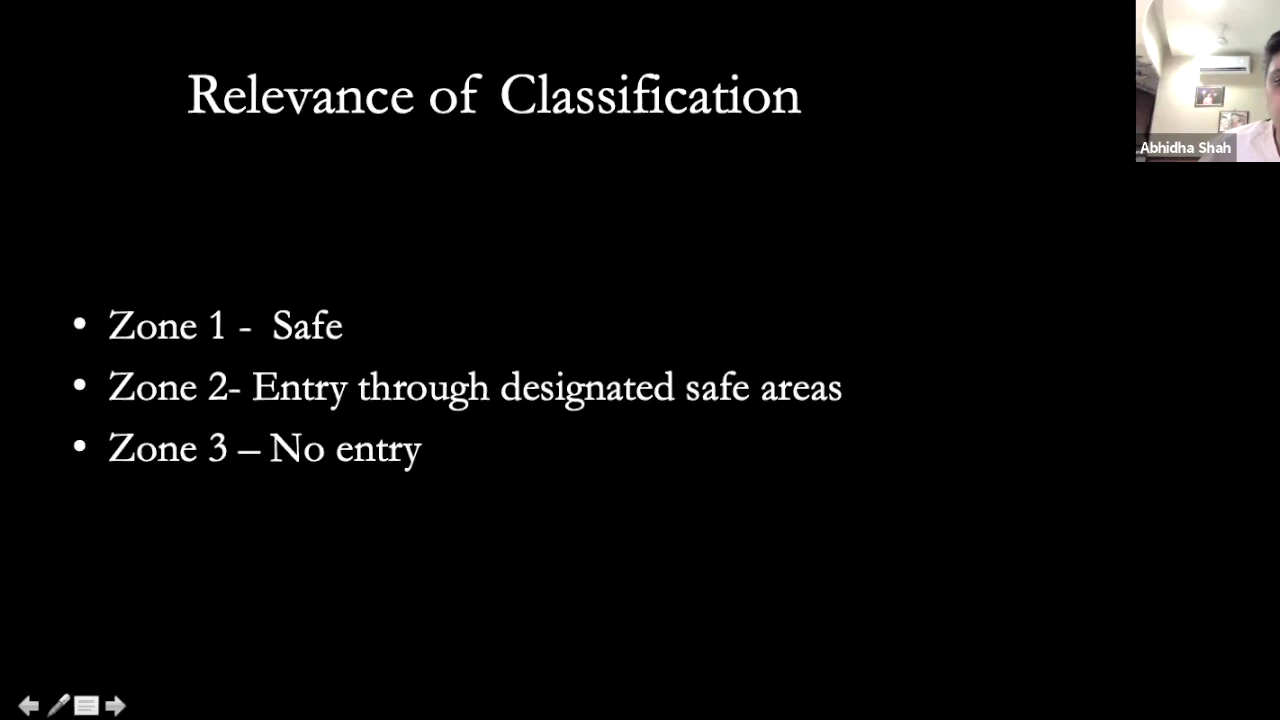 Relevance of Classification
Abhidha Shah
• Zone 1 - Safe
• Zone 2- Entry through designated safe areas
• Zone 3 – No entry